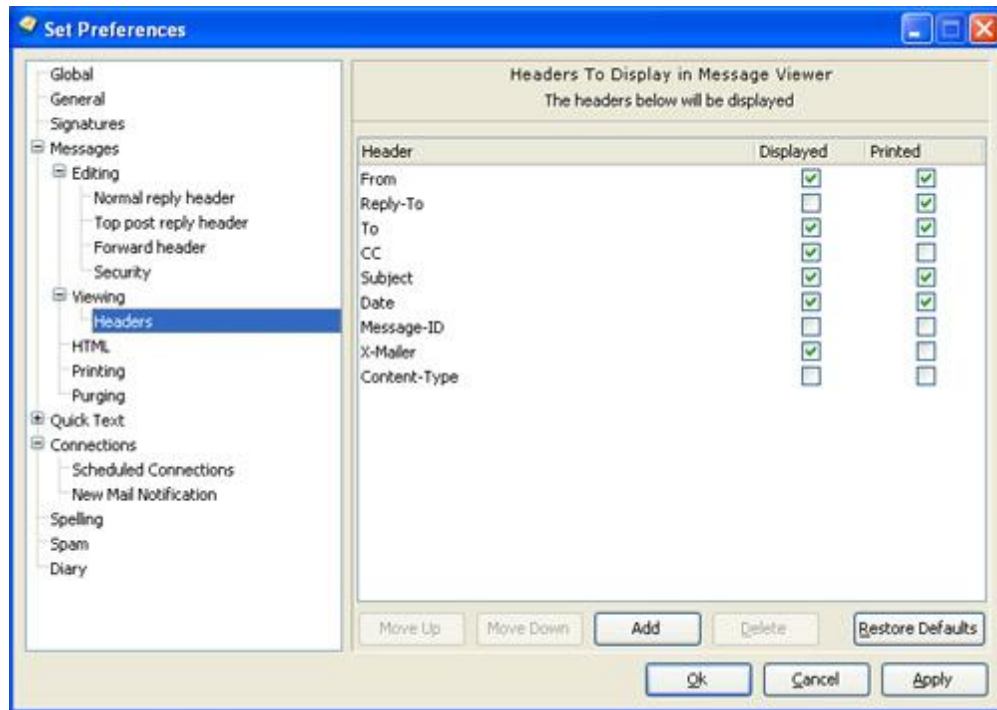 Set Preferences
Global
General
Signatures
Messages
Editing
Normal reply header
Top post reply header
Forward header
Security
Viewing
Headers
HTML
Printing
Purging
Quick Text
Connections
Scheduled Connections
New Mail Notification
Spelling
Spam
Diary
Headers To Display in Message Viewer
The headers below will be displayed
Header Displayed Printed
From
Reply-To
To
CC
Subject
Date
Message-ID
X-Mailer
Content-Type
Move Up Move Down Add Delete Restore Defaults
Ok Cancel Apply